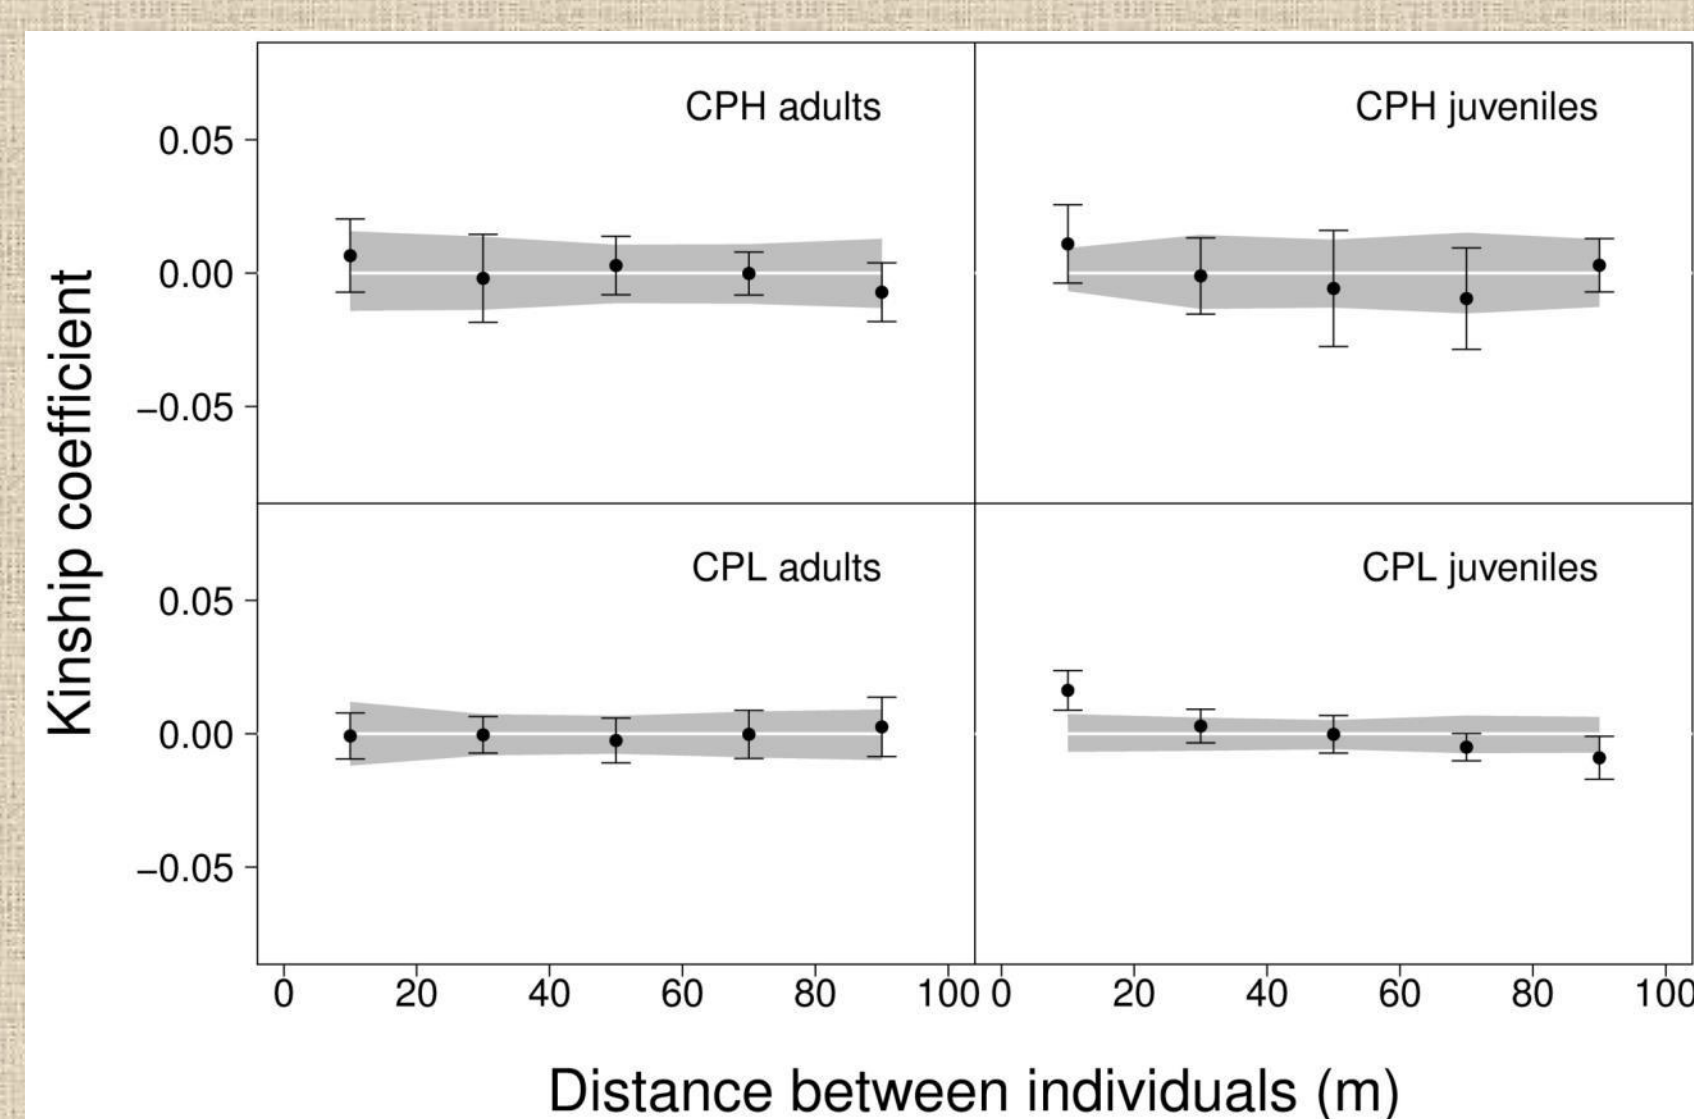 CPH adults
CPH juveniles
0.05
0.00
−0.05
CPL adults
CPL juveniles
0.05
0.00
−0.05
Kinship coefficient
0 20 40 60 80 100 0 20 40 60 80 100
Distance between individuals (m)